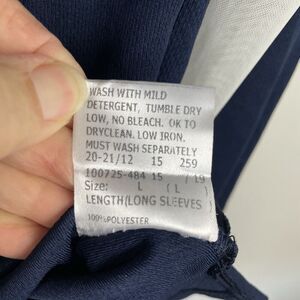 WASH WITH MILD
DETERGENT, TUMBLE DRY
LOW, NO BLEACH. OK TO
DRYCLEAN. LOW IRON.
MUST WASH SEPARATELY
20-21/12 15 259
100725-484 15 / 19
Size: L ( L )
LENGTH(LONG SLEEVES
100%POLYESTER